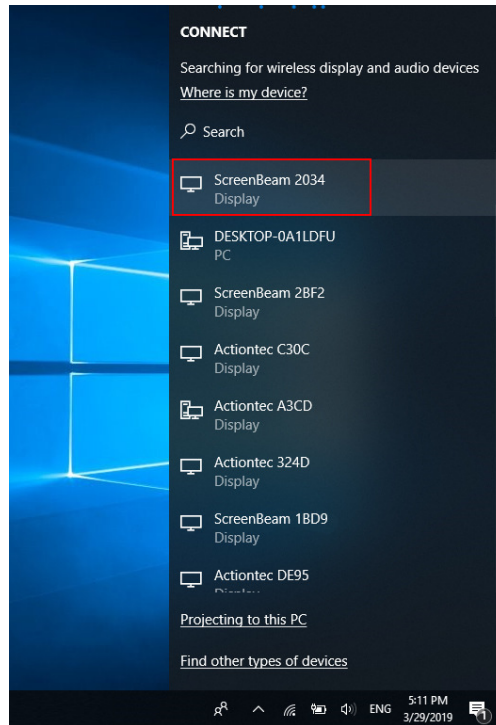 CONNECT
Searching for wireless display and audio devices
Where is my device?
Search
ScreenBeam 2034
Display
DESKTOP-0A1LDFU
PC
ScreenBeam 2BF2
Display
Actiontec C30C
Display
Actiontec A3CD
Display
Actiontec 324D
Display
ScreenBeam 1BD9
Display
Actiontec DE95
Display
Projecting to this PC
Find other types of devices
ENG
5:11 PM
3/29/2019
1